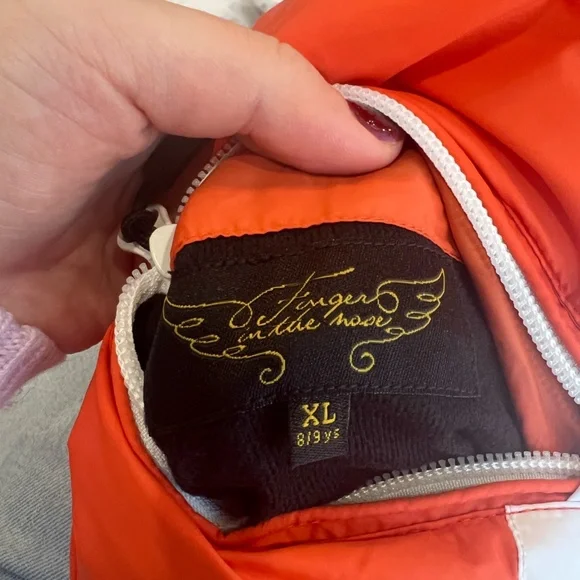 Finger
in the nose
XL
8/9 ys